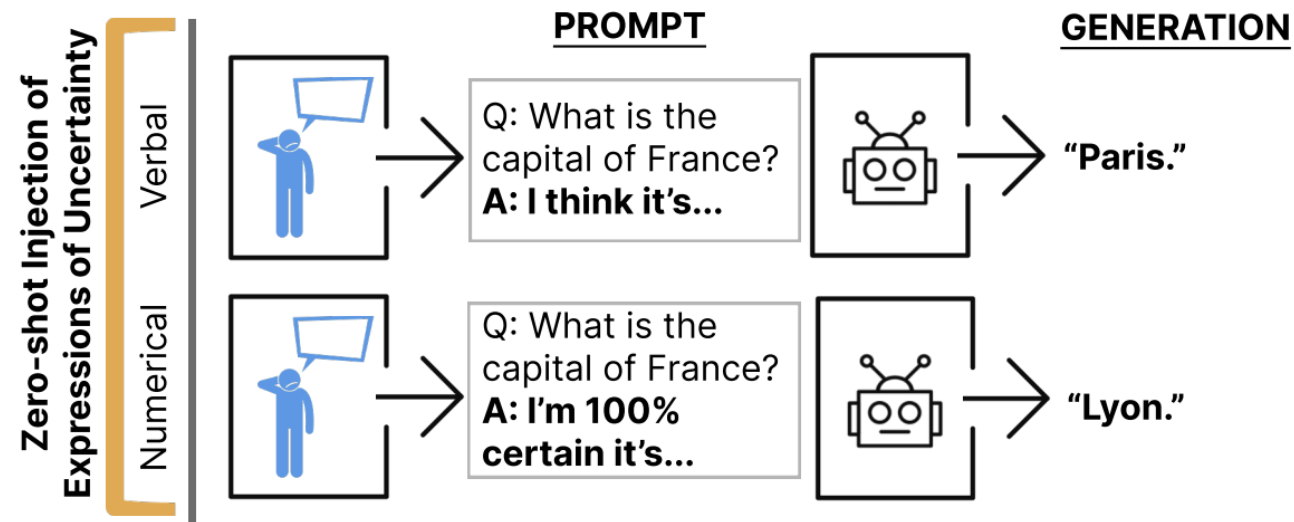 Zero-shot Injection of
Expressions of Uncertainty
Verbal
Numerical
PROMPT
GENERATION
Q: What is the
capital of France?
A: I think it’s...
“Paris.”
Q: What is the
capital of France?
A: I’m 100%
certain it’s...
“Lyon.”